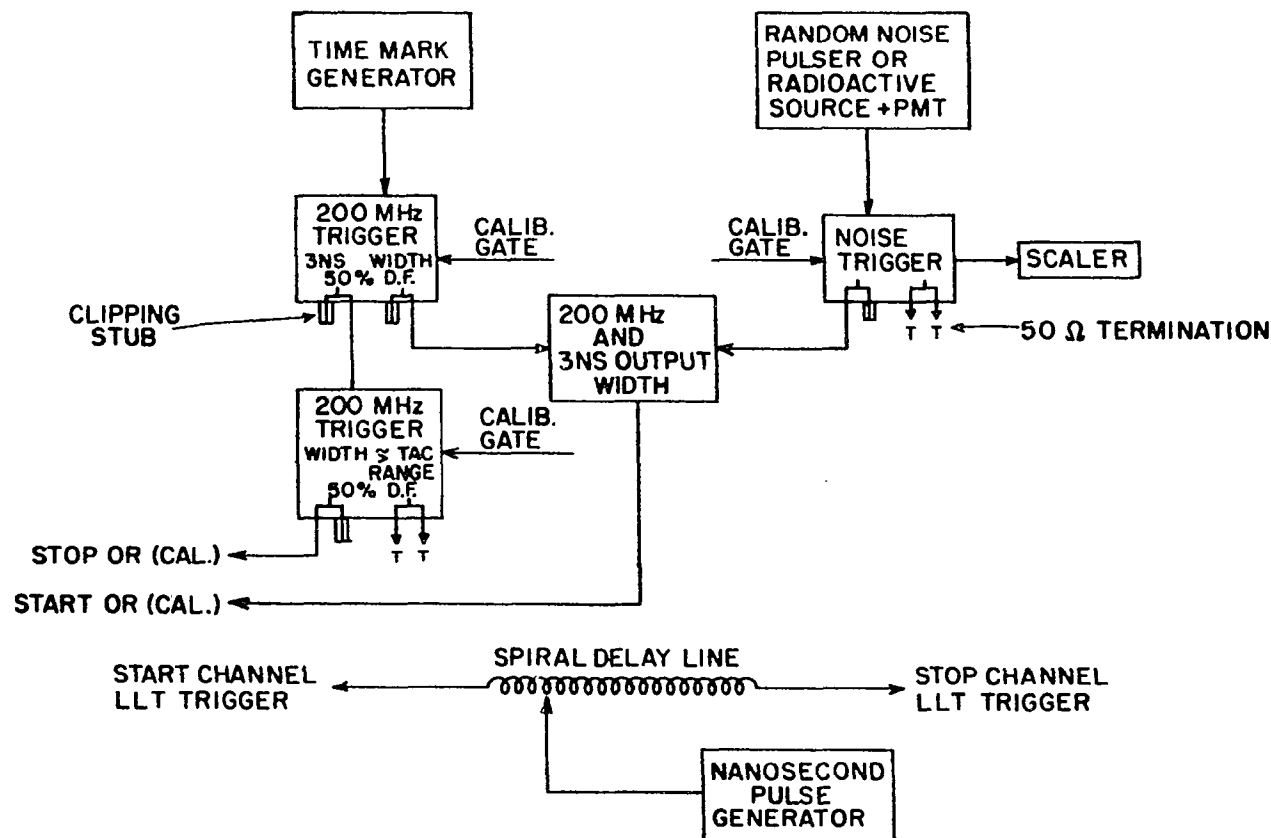 TIME MARK
GENERATOR
RANDOM NOISE
PULSER OR
RADIOACTIVE
SOURCE +PMT
200 MHz
TRIGGER
3NS WIDTH
50% D.F.
CALIB.
GATE
CALIB.
GATE
NOISE
TRIGGER
SCALER
CLIPPING
STUB
200 MHz
AND
3NS OUTPUT
WIDTH
T T
50 Ω TERMINATION
200 MHz
TRIGGER
WIDTH ≳ TAC
RANGE
50% D.F.
CALIB.
GATE
T T
STOP OR (CAL.)
START OR (CAL.)
START CHANNEL
LLT TRIGGER
SPIRAL DELAY LINE
STOP CHANNEL
LLT TRIGGER
NANOSECOND
PULSE
GENERATOR